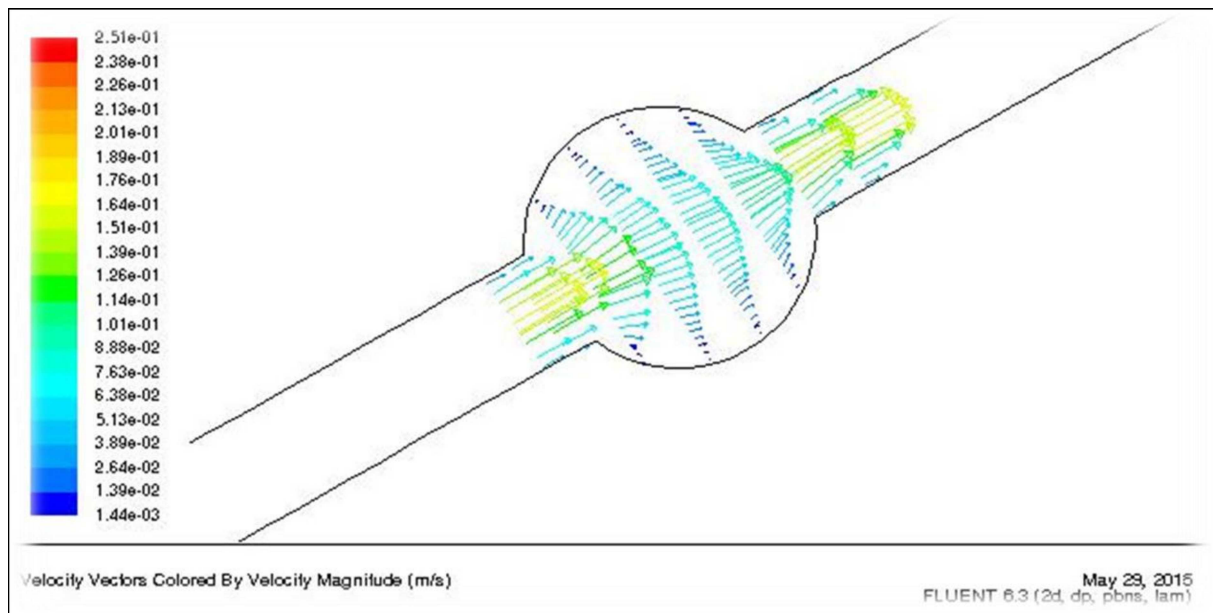 2.51e-01
2.38e-01
2.26e-01
2.13e-01
2.01e-01
1.89e-01
1.76e-01
1.64e-01
1.51e-01
1.39e-01
1.26e-01
1.14e-01
1.01e-01
8.88e-02
7.63e-02
6.38e-02
5.13e-02
3.89e-02
2.64e-02
1.39e-02
1.44e-03
Velocity Vectors Colored By Velocity Magnitude (m/s)
May 29, 2015
FLUENT 6.3 (2d, dp, pbns, lam)